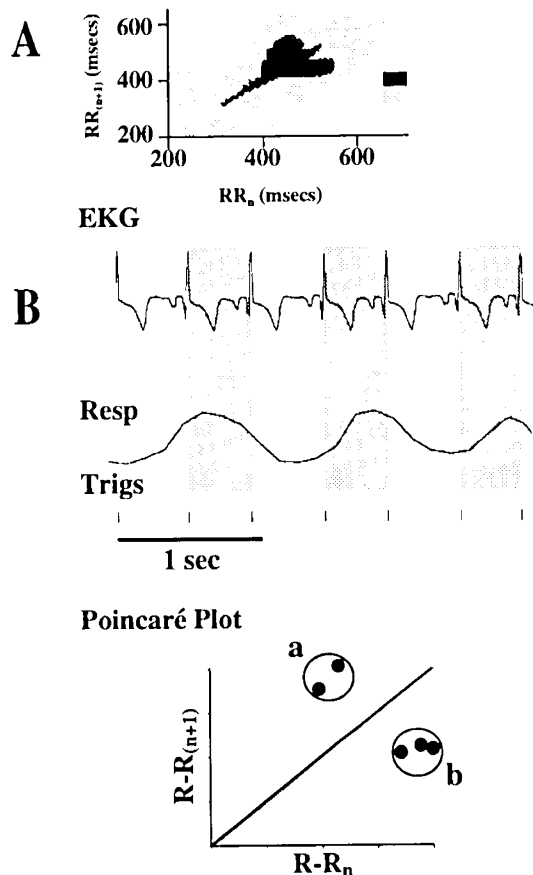 A
600
400
200
RR(n+1) (msecs)
200 400 600
RRn (msecs)
EKG
B
Resp
Trigs
1 sec
Poincaré Plot
a
b
R-R(n+1)
R-Rn